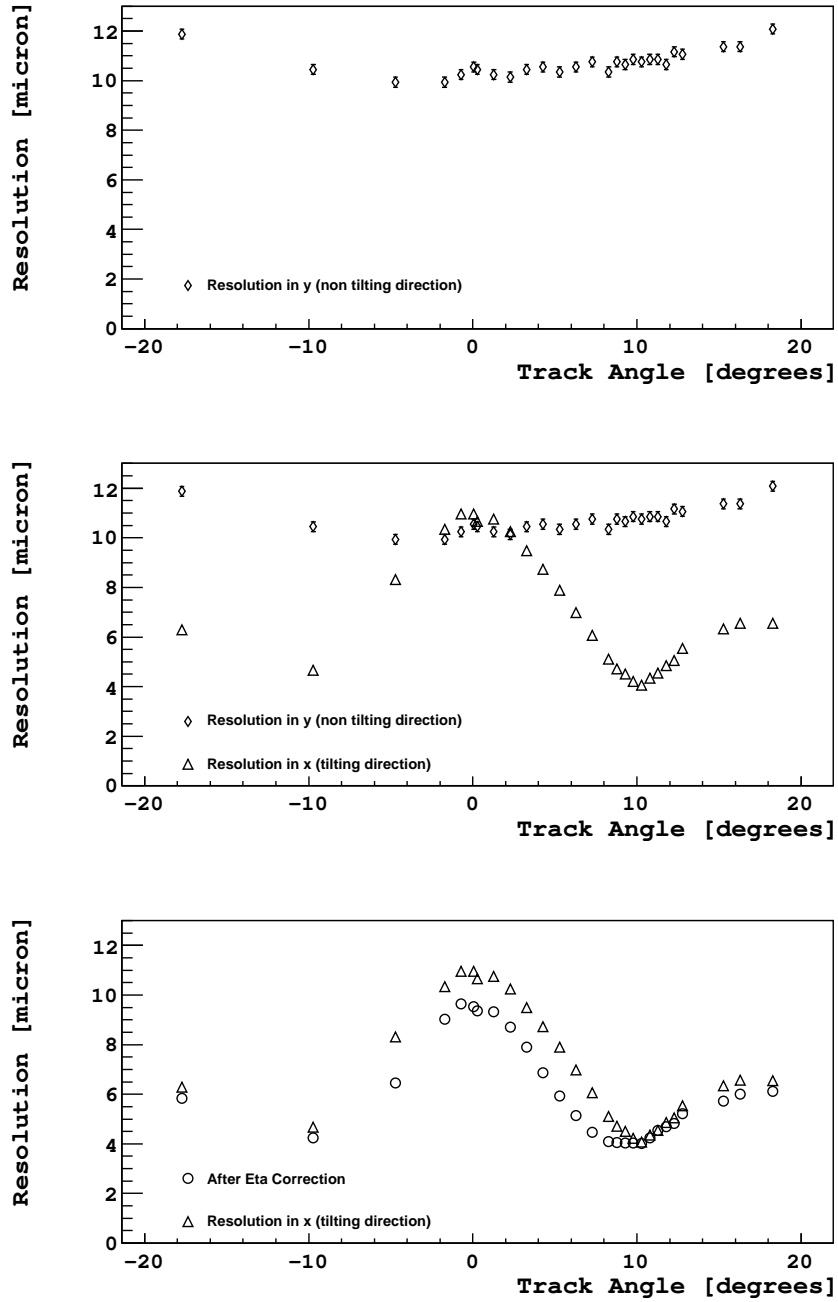 Resolution [micron]
12
10
8
6
4
2
0
Resolution in y (non tilting direction)
−20 −10 0 10 20
Track Angle [degrees]
Resolution [micron]
12
10
8
6
4
2
0
Resolution in y (non tilting direction)
Resolution in x (tilting direction)
−20 −10 0 10 20
Track Angle [degrees]
Resolution [micron]
12
10
8
6
4
2
0
After Eta Correction
Resolution in x (tilting direction)
−20 −10 0 10 20
Track Angle [degrees]